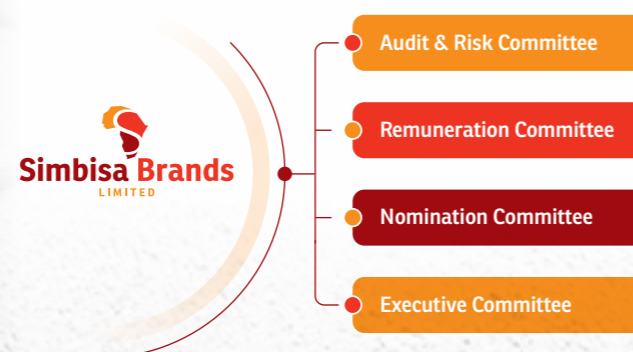 Simbisa Brands
LIMITED
Audit & Risk Committee
Remuneration Committee
Nomination Committee
Executive Committee